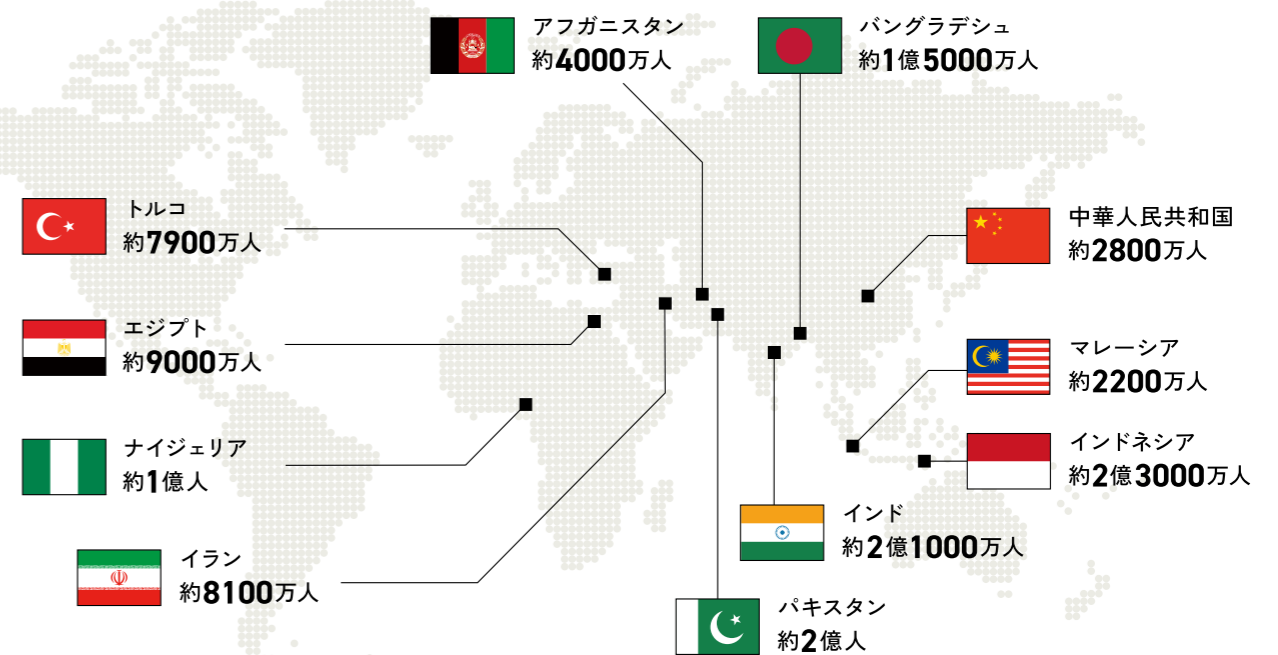 アフガニスタン
約4000万人
バングラデシュ
約1億5000万人
トルコ
約7900万人
中華人民共和国
約2800万人
エジプト
約9000万人
マレーシア
約2200万人
ナイジェリア
約1億人
インドネシア
約2億3000万人
インド
約2億1000万人
イラン
約8100万人
パキスタン
約2億人